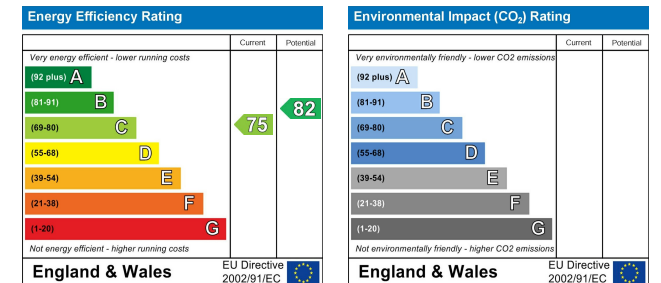 Energy Efficiency Rating
Current Potential
Very energy efficient - lower running costs
(92 plus) A
(81-91) B
(69-80) C
(55-68) D
(39-54) E
(21-38) F
(1-20) G
75
82
Not energy efficient - higher running costs
England & Wales
EU Directive
2002/91/EC
Environmental Impact (CO₂) Rating
Current Potential
Very environmentally friendly - lower CO2 emissions
(92 plus) A
(81-91) B
(69-80) C
(55-68) D
(39-54) E
(21-38) F
(1-20) G
Not environmentally friendly - higher CO2 emissions
England & Wales
EU Directive
2002/91/EC